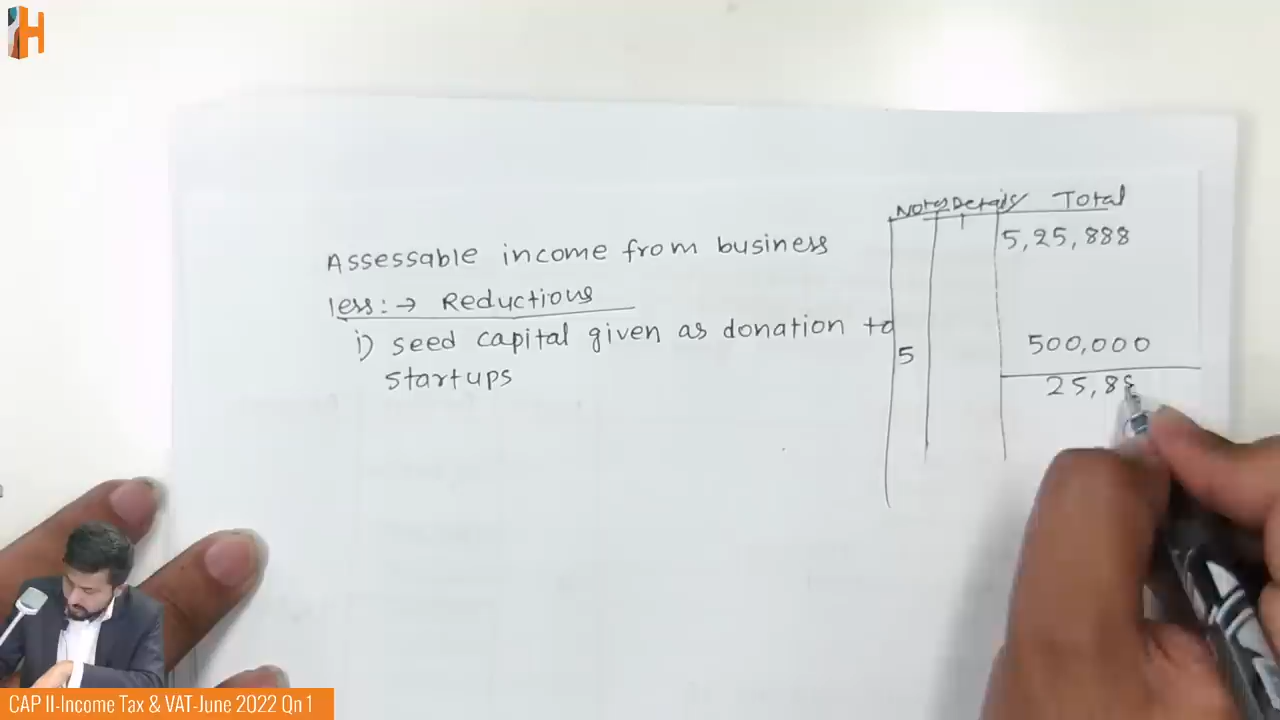 H
Notes Details Total
Assessable income from business 5,25,888
less:→ Reductions
i) seed capital given as donation to 5 500,000
startups
25,88
CAP II-Income Tax & VAT-June 2022 Qn 1